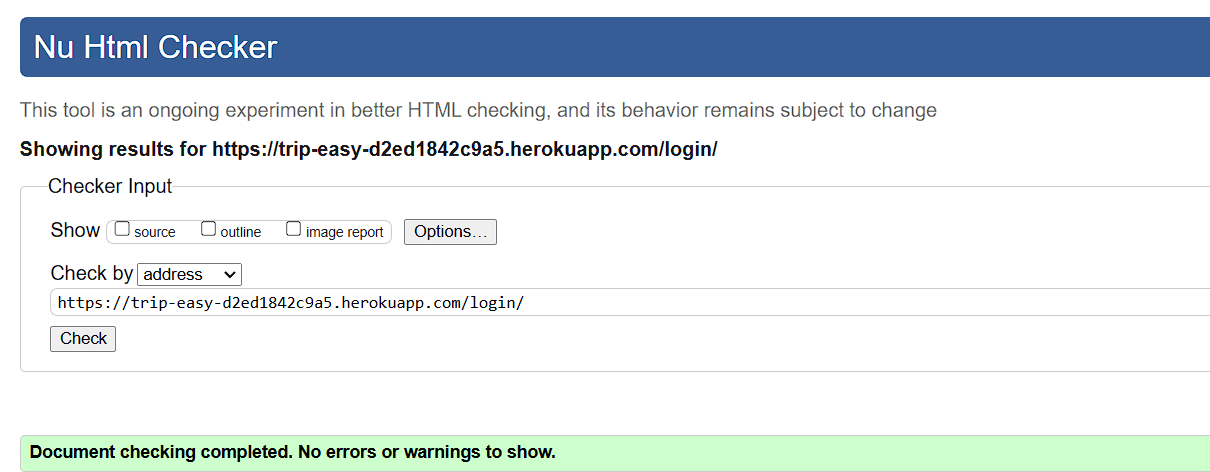 Nu Html Checker
This tool is an ongoing experiment in better HTML checking, and its behavior remains subject to change
Showing results for https://trip-easy-d2ed1842c9a5.herokuapp.com/login/
Checker Input
Show source outline image report Options...
Check by address
https://trip-easy-d2ed1842c9a5.herokuapp.com/login/
Check
Document checking completed. No errors or warnings to show.